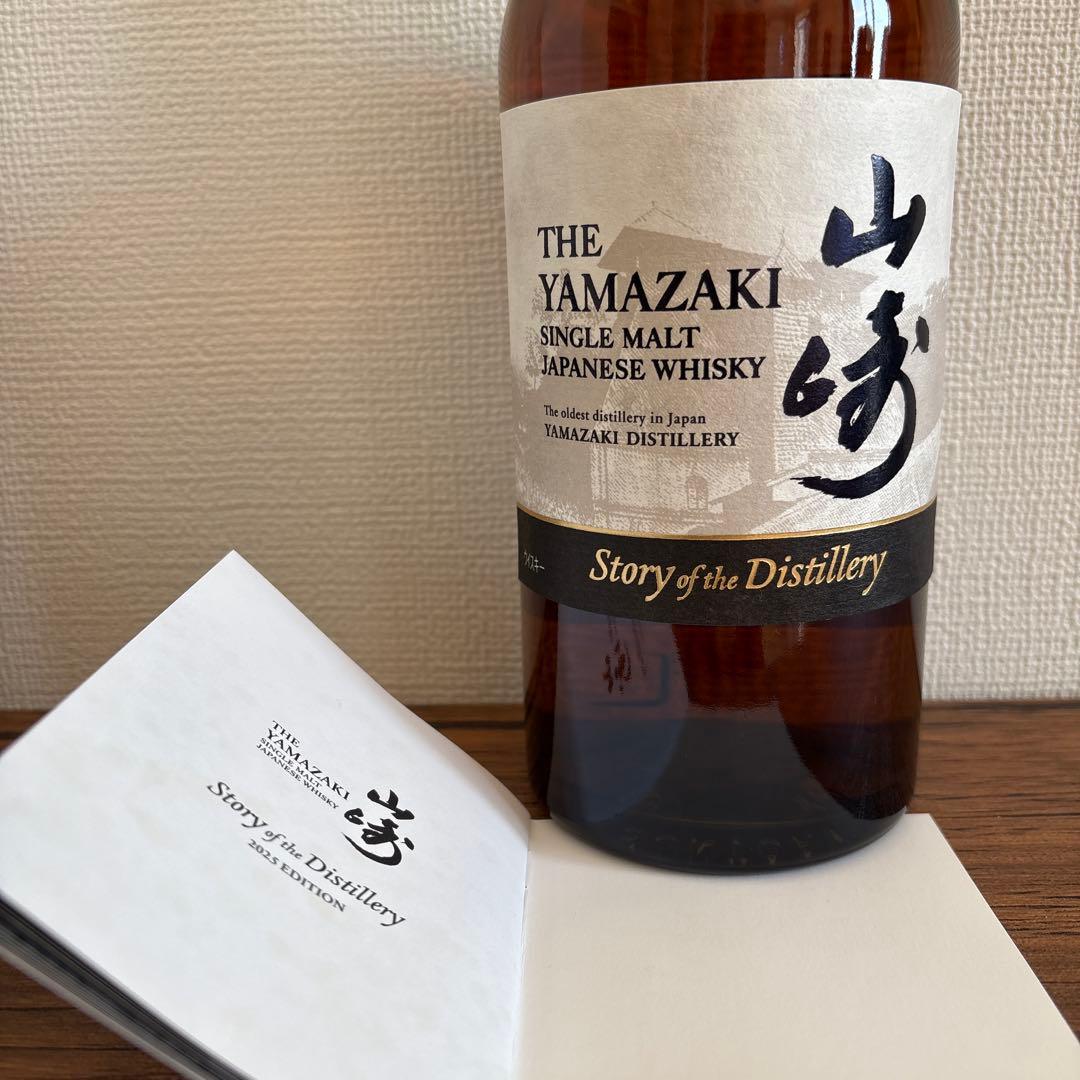 THE
YAMAZAKI
SINGLE MALT
JAPANESE WHISKY
The oldest distillery in Japan
YAMAZAKI DISTILLERY
山崎
ウイスキー
Story of the Distillery
THE
YAMAZAKI
SINGLE MALT
JAPANESE WHISKY
山崎
Story of the Distillery
2025 EDITION